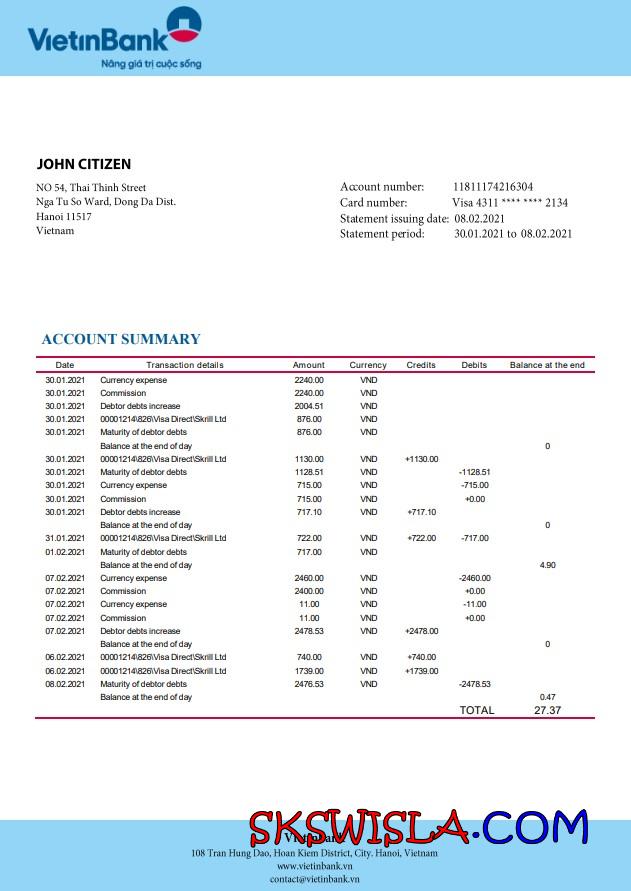 VietinBank
Nâng giá trị cuộc sống
JOHN CITIZEN
NO 54, Thai Thinh Street
Nga Tu So Ward, Dong Da Dist.
Hanoi 11517
Vietnam
Account number: 11811174216304
Card number: Visa 4311 **** **** 2134
Statement issuing date: 08.02.2021
Statement period: 30.01.2021 to 08.02.2021
ACCOUNT SUMMARY
Date Transaction details Amount Currency Credits Debits Balance at the end
30.01.2021 Currency expense 2240.00 VND
30.01.2021 Commission 2240.00 VND
30.01.2021 Debtor debts increase 2004.51 VND
30.01.2021 00001214\826\Visa Direct\Skrill Ltd 876.00 VND
30.01.2021 Maturity of debtor debts 876.00 VND
Balance at the end of day 0
30.01.2021 00001214\826\Visa Direct\Skrill Ltd 1130.00 VND +1130.00
30.01.2021 Maturity of debtor debts 1128.51 VND -1128.51
30.01.2021 Currency expense 715.00 VND -715.00
30.01.2021 Commission 715.00 VND +0.00
30.01.2021 Debtor debts increase 717.10 VND +717.10
Balance at the end of day 0
31.01.2021 00001214\826\Visa Direct\Skrill Ltd 722.00 VND +722.00 -717.00
01.02.2021 Maturity of debtor debts 717.00 VND
Balance at the end of day 4.90
07.02.2021 Currency expense 2460.00 VND -2460.00
07.02.2021 Commission 2400.00 VND +0.00
07.02.2021 Currency expense 11.00 VND -11.00
07.02.2021 Commission 11.00 VND +0.00
07.02.2021 Debtor debts increase 2478.53 VND +2478.00
Balance at the end of day 0
06.02.2021 00001214\826\Visa Direct\Skrill Ltd 740.00 VND +740.00
06.02.2021 00001214\826\Visa Direct\Skrill Ltd 1739.00 VND +1739.00
08.02.2021 Maturity of debtor debts 2476.53 VND -2478.53
Balance at the end of day 0.47
TOTAL 27.37
SKSWISLA.COM
108 Tran Hung Dao, Hoan Kiem District, City. Hanoi, Vietnam
www.vietinbank.vn
contact@vietinbank.vn